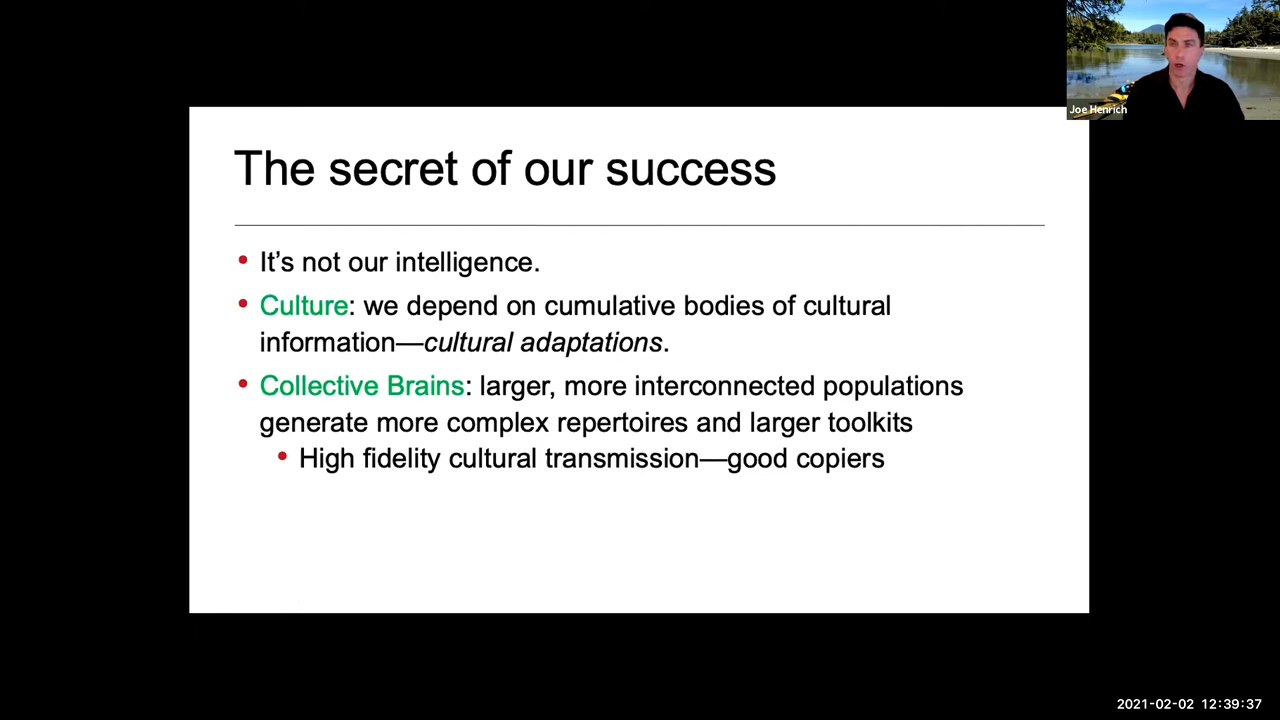 Joe Henrich
The secret of our success
• It's not our intelligence.
• Culture: we depend on cumulative bodies of cultural
information—cultural adaptations.
• Collective Brains: larger, more interconnected populations
generate more complex repertoires and larger toolkits
• High fidelity cultural transmission—good copiers
2021-02-02 12:39:37